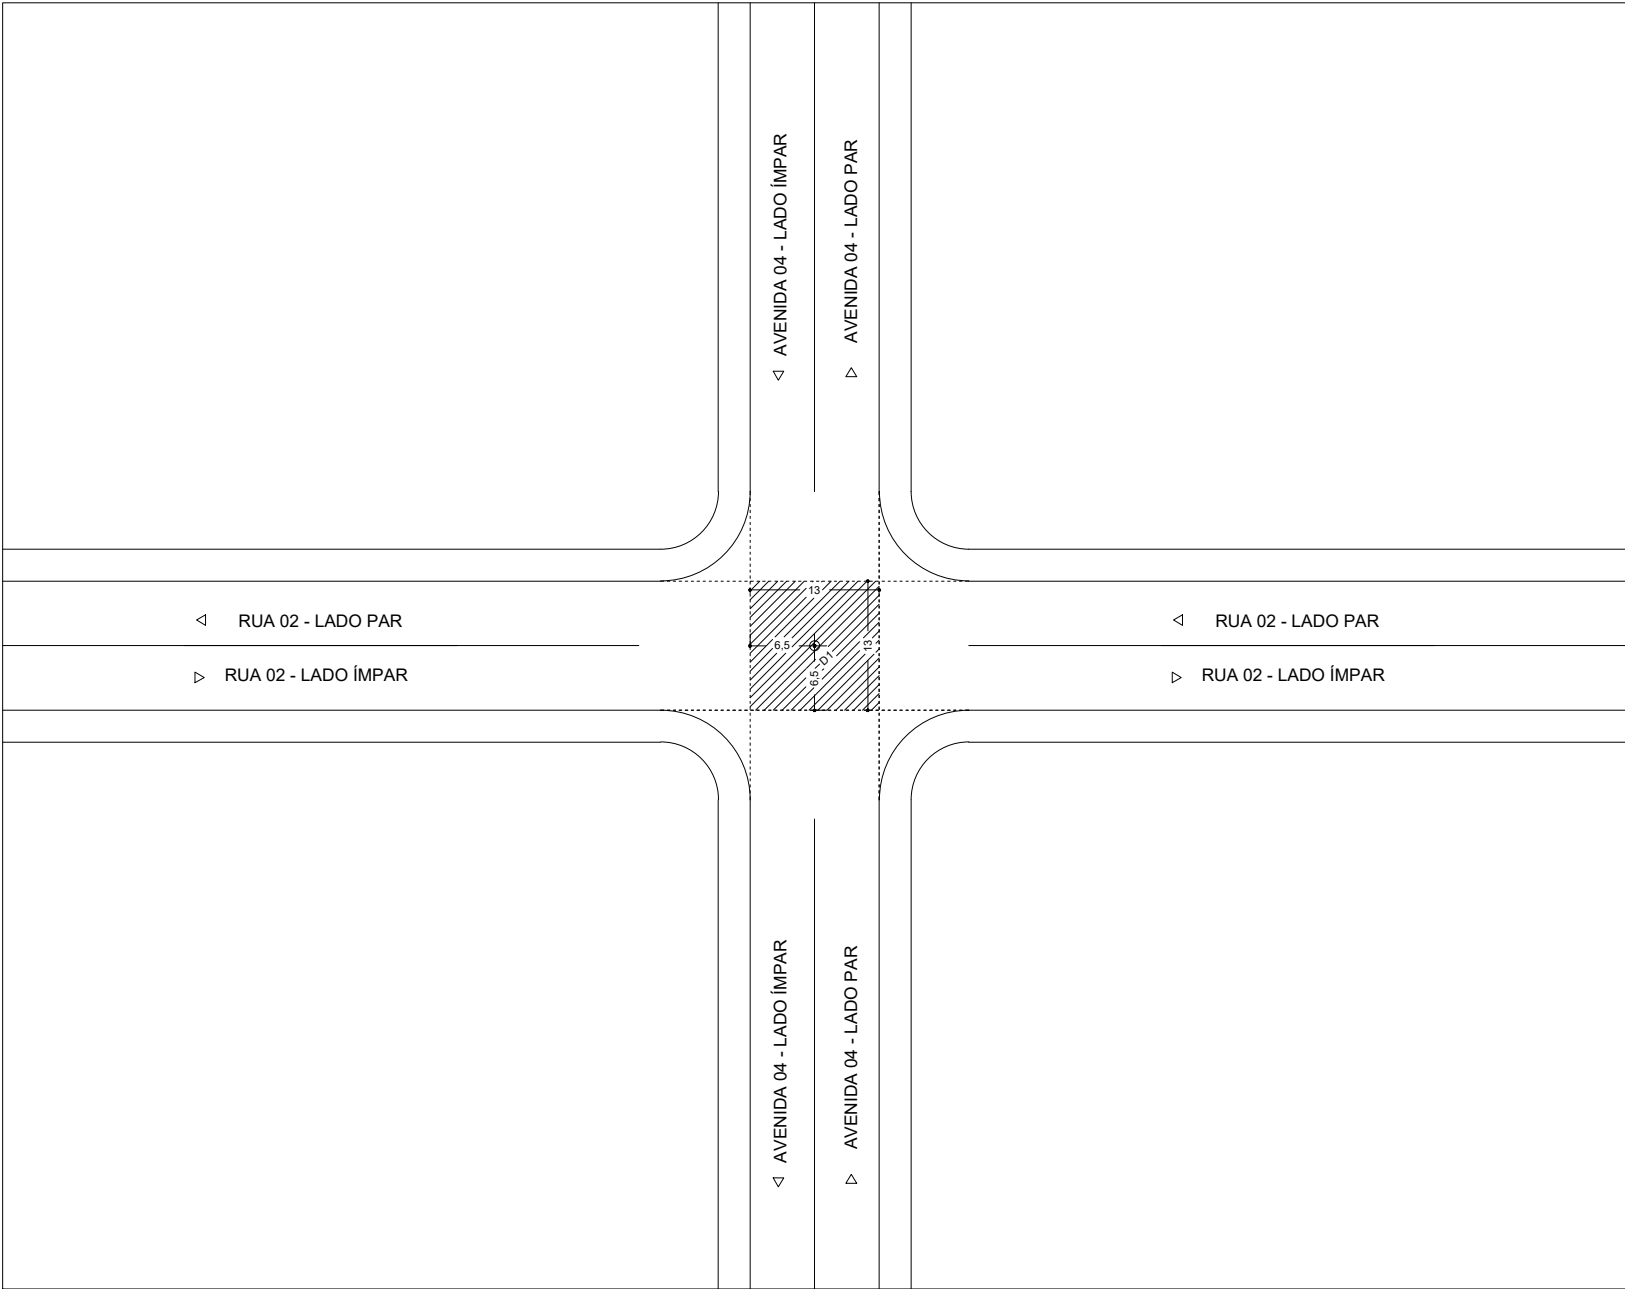 AVENIDA 04 - LADO ÍMPAR
AVENIDA 04 - LADO PAR
RUA 02 - LADO PAR
RUA 02 - LADO ÍMPAR
13
6,5
13
6,5
D1
RUA 02 - LADO PAR
RUA 02 - LADO ÍMPAR
AVENIDA 04 - LADO ÍMPAR
AVENIDA 04 - LADO PAR